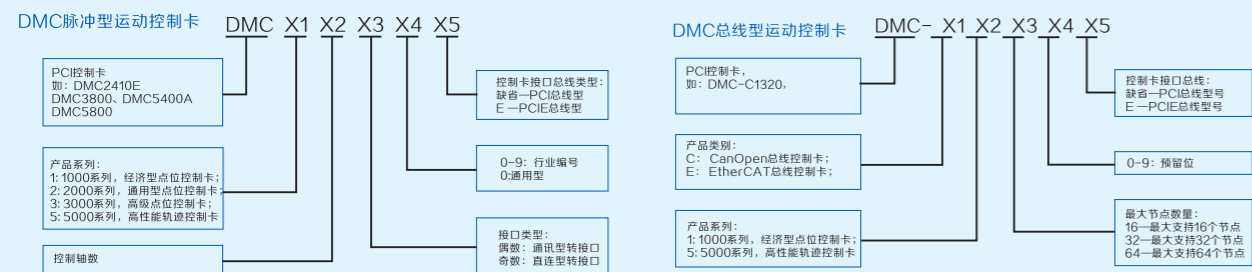 DMC脉冲型运动控制卡
DMC X1 X2 X3 X4 X5
PCI控制卡
如：DMC2410E
DMC3800、DMC5400A
DMC5800
产品系列：
1: 1000系列，经济型点位控制卡；
2: 2000系列，通用型点位控制卡；
3: 3000系列，高级点位控制卡
5: 5000系列，高性能轨迹控制卡
控制轴数
控制卡接口总线类型：
缺省—PCI总线型
E —PCIE总线型
0-9：行业编号
0:通用型
接口类型：
偶数：通讯型转接口
奇数：直连型转接口
DMC总线型运动控制卡
DMC- X1 X2 X3 X4 X5
PCI控制卡，
如：DMC-C1320，
产品类别：
C： CanOpen总线控制卡；
E： EtherCAT总线控制卡；
产品系列：
1: 1000系列，经济型点位控制卡；
5: 5000系列，高性能轨迹控制卡
控制卡接口总线：
缺省—PCI总线型号
E —PCIE总线型号
0-9：预留位
最大节点数量：
16—最大支持16个节点
32—最大支持32个节点
64—最大支持64个节点